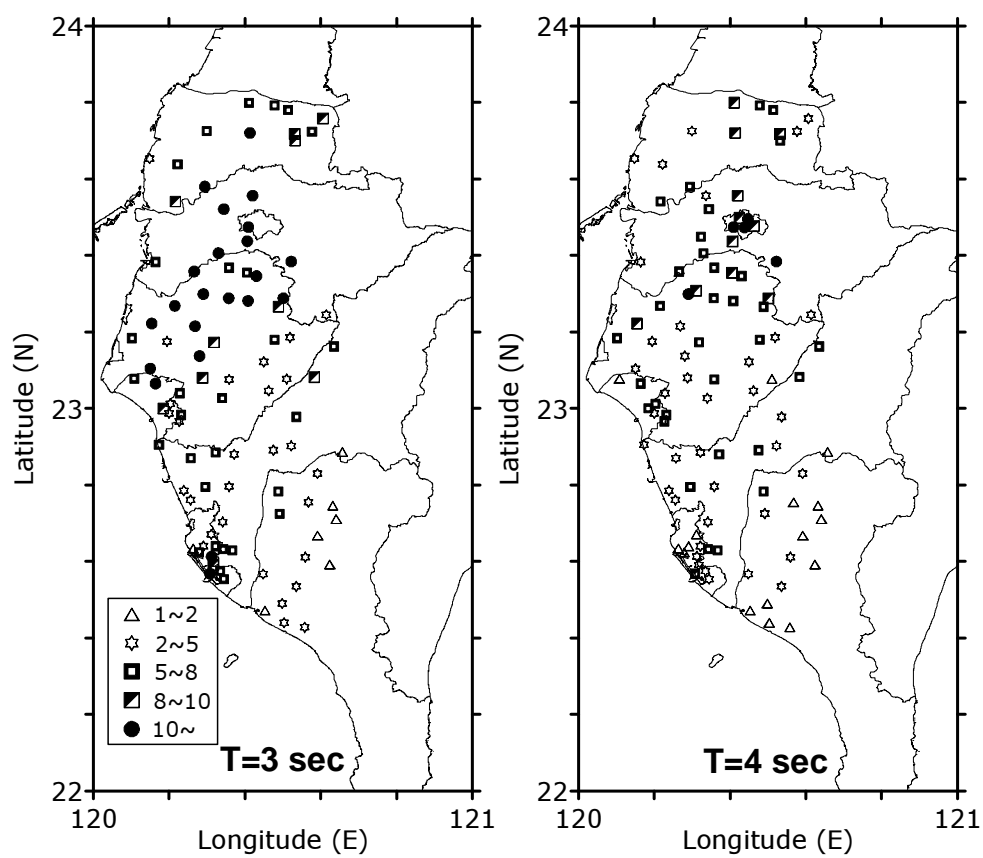 24
24
Latitude (N)
Latitude (N)
23
23
1~2
2~5
5~8
8~10
10~
T=3 sec
T=4 sec
22
22
120
121
120
121
Longitude (E)
Longitude (E)